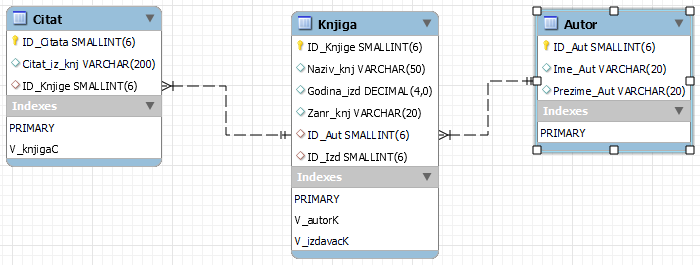 Citat
ID_Citata SMALLINT(6)
Citat_iz_knj VARCHAR(200)
ID_Knjige SMALLINT(6)
Indexes
PRIMARY
V_knjigaC
Knjiga
ID_Knjige SMALLINT(6)
Naziv_knj VARCHAR(50)
Godina_izd DECIMAL(4,0)
Zanr_knj VARCHAR(20)
ID_Aut SMALLINT(6)
ID_Izd SMALLINT(6)
Indexes
PRIMARY
V_autorK
V_izdavacK
Autor
ID_Aut SMALLINT(6)
Ime_Aut VARCHAR(20)
Prezime_Aut VARCHAR(20)
Indexes
PRIMARY